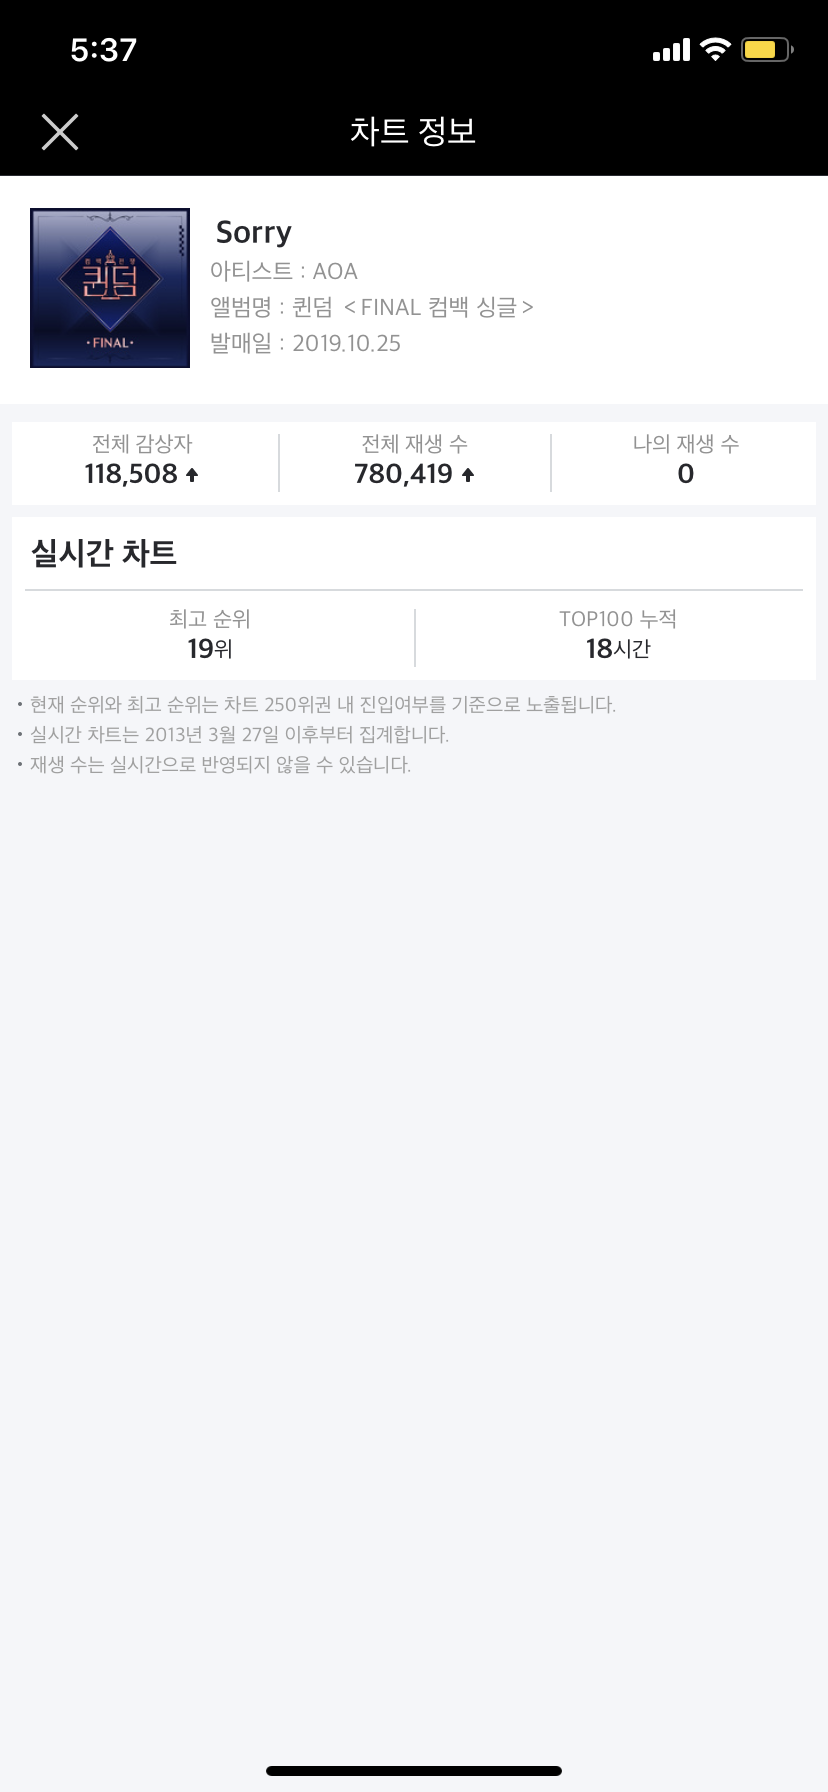 5:37
차트 정보
컴백전쟁
퀸덤
·FINAL·
Sorry
아티스트 : AOA
앨범명 : 퀸덤 <FINAL 컴백 싱글>
발매일 : 2019.10.25
전체 감상자
118,508
전체 재생 수
780,419
나의 재생 수
0
실시간 차트
최고 순위
19위
TOP100 누적
18시간
• 현재 순위와 최고 순위는 차트 250위권 내 진입여부를 기준으로 노출됩니다.
• 실시간 차트는 2013년 3월 27일 이후부터 집계합니다.
• 재생 수는 실시간으로 반영되지 않을 수 있습니다.